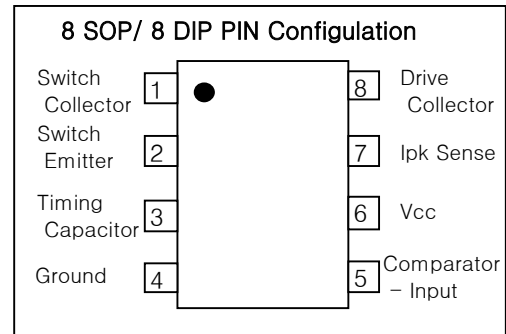 8 SOP/ 8 DIP PIN Configulation
Switch
Collector
1
8
Drive
Collector
Switch
Emitter
2
7
Ipk Sense
Timing
Capacitor
3
6
Vcc
Ground
4
5
Comparator
- Input